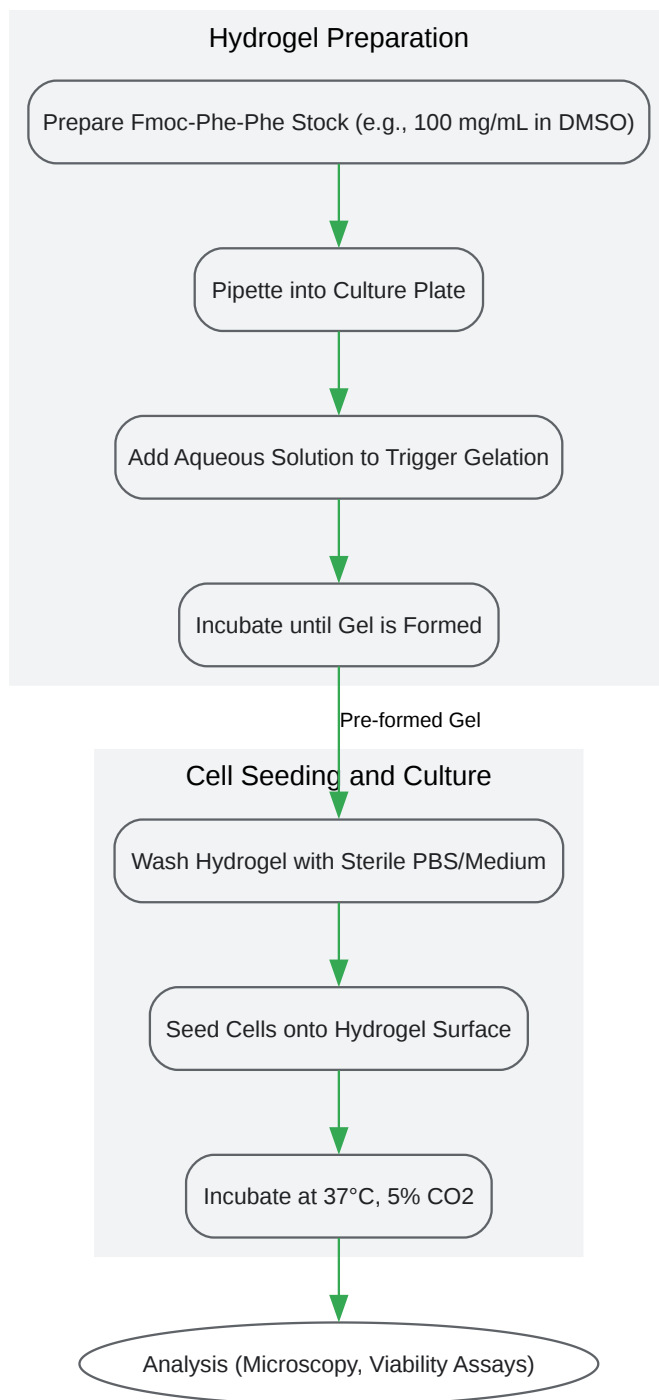 Hydrogel Preparation
Prepare Fmoc-Phe-Phe Stock (e.g., 100 mg/mL in DMSO)
Pipette into Culture Plate
Add Aqueous Solution to Trigger Gelation
Incubate until Gel is Formed
Pre-formed Gel
Cell Seeding and Culture
Wash Hydrogel with Sterile PBS/Medium
Seed Cells onto Hydrogel Surface
Incubate at 37°C, 5% CO2
Analysis (Microscopy, Viability Assays)